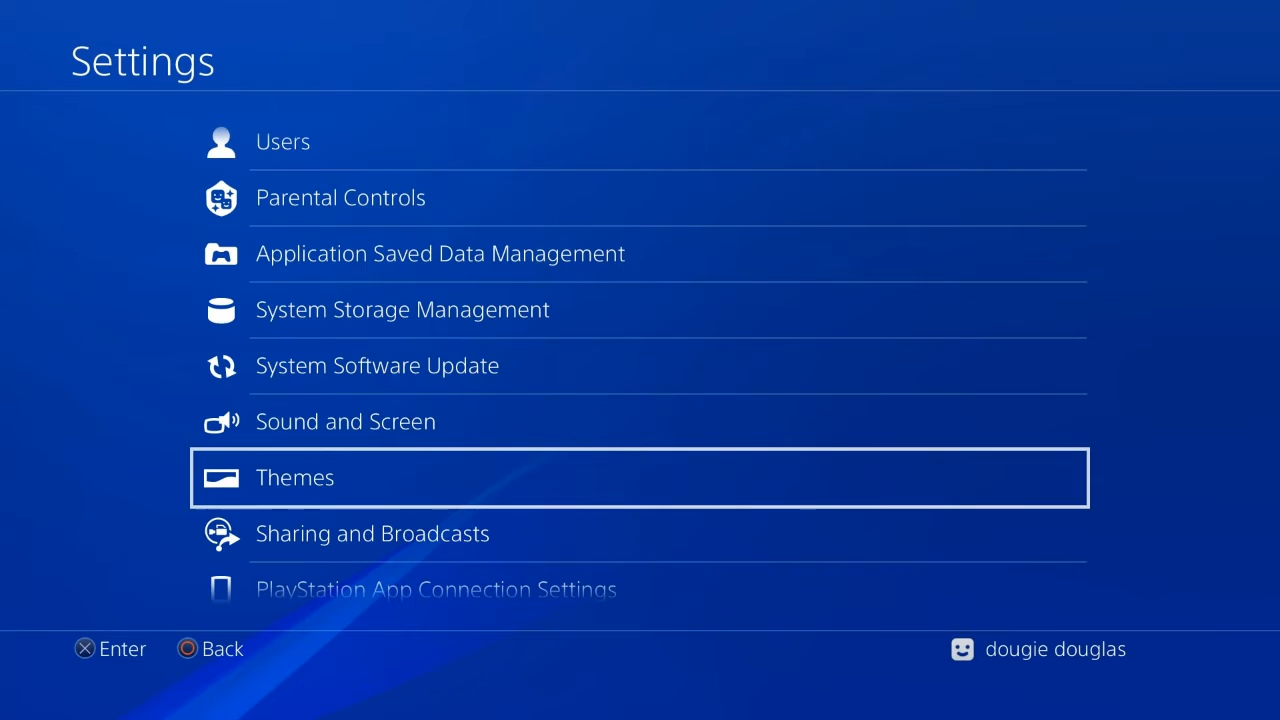 Settings
Users
Parental Controls
Application Saved Data Management
System Storage Management
System Software Update
Sound and Screen
Themes
Sharing and Broadcasts
PlayStation App Connection Settings
Enter Back dougie douglas